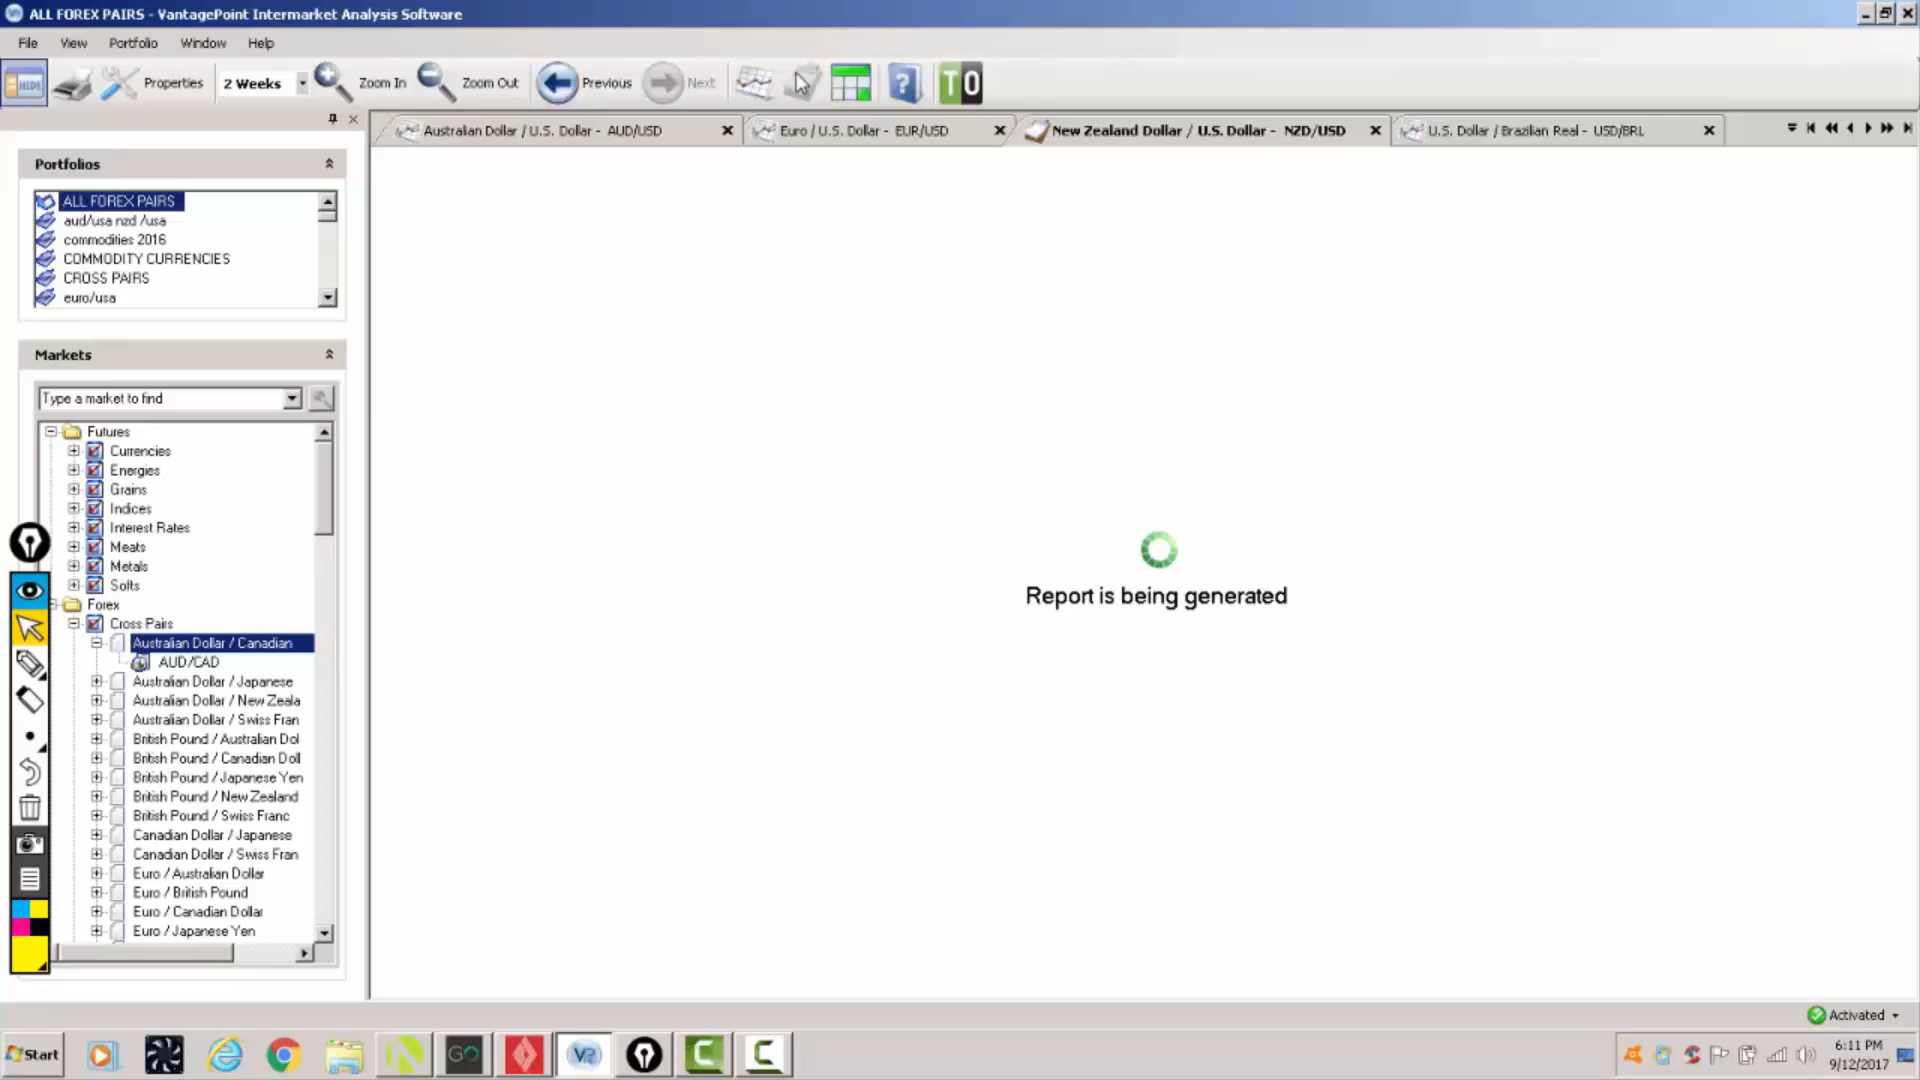 ALL FOREX PAIRS - VantagePoint Intermarket Analysis Software
File View Portfolio Window Help
HIDE Properties 2 Weeks Zoom In Zoom Out Previous Next ? TO
Australian Dollar / U.S. Dollar - AUD/USD Euro / U.S. Dollar - EUR/USD New Zealand Dollar / U.S. Dollar - NZD/USD U.S. Dollar / Brazilian Real - USD/BRL
Portfolios
ALL FOREX PAIRS
aud/usa nzd /usa
commodities 2016
COMMODITY CURRENCIES
CROSS PAIRS
euro/usa
Markets
Type a market to find
Futures
Currencies
Energies
Grains
Indices
Interest Rates
Meats
Metals
Softs
Forex
Cross Pairs
Australian Dollar / Canadian
AUD/CAD
Australian Dollar / Japanese
Australian Dollar / New Zeala
Australian Dollar / Swiss Fran
British Pound / Australian Dol
British Pound / Canadian Doll
British Pound / Japanese Yen
British Pound / New Zealand
British Pound / Swiss Franc
Canadian Dollar / Japanese
Canadian Dollar / Swiss Fran
Euro / Australian Dollar
Euro / British Pound
Euro / Canadian Dollar
Euro / Japanese Yen
Report is being generated
Activated
Start GO VP C C
6:11 PM
9/12/2017